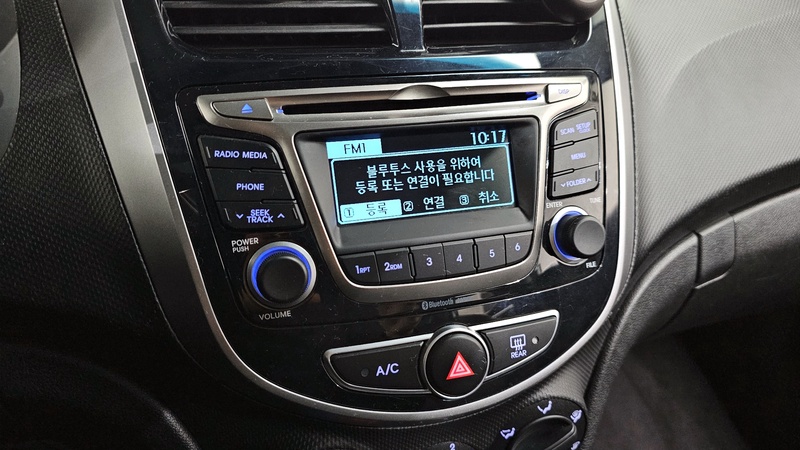 DISP
FM1 10:17
블루투스 사용을 위하여
등록 또는 연결이 필요합니다
① 등록 ② 연결 ③ 취소
RADIO MEDIA
PHONE
SEEK
TRACK
POWER
PUSH
VOLUME
SCAN SETUP
MENU
FOLDER
ENTER TUNE
FILE
1 RPT 2 RDM 3 4 5 6
Bluetooth
A/C
REAR
2